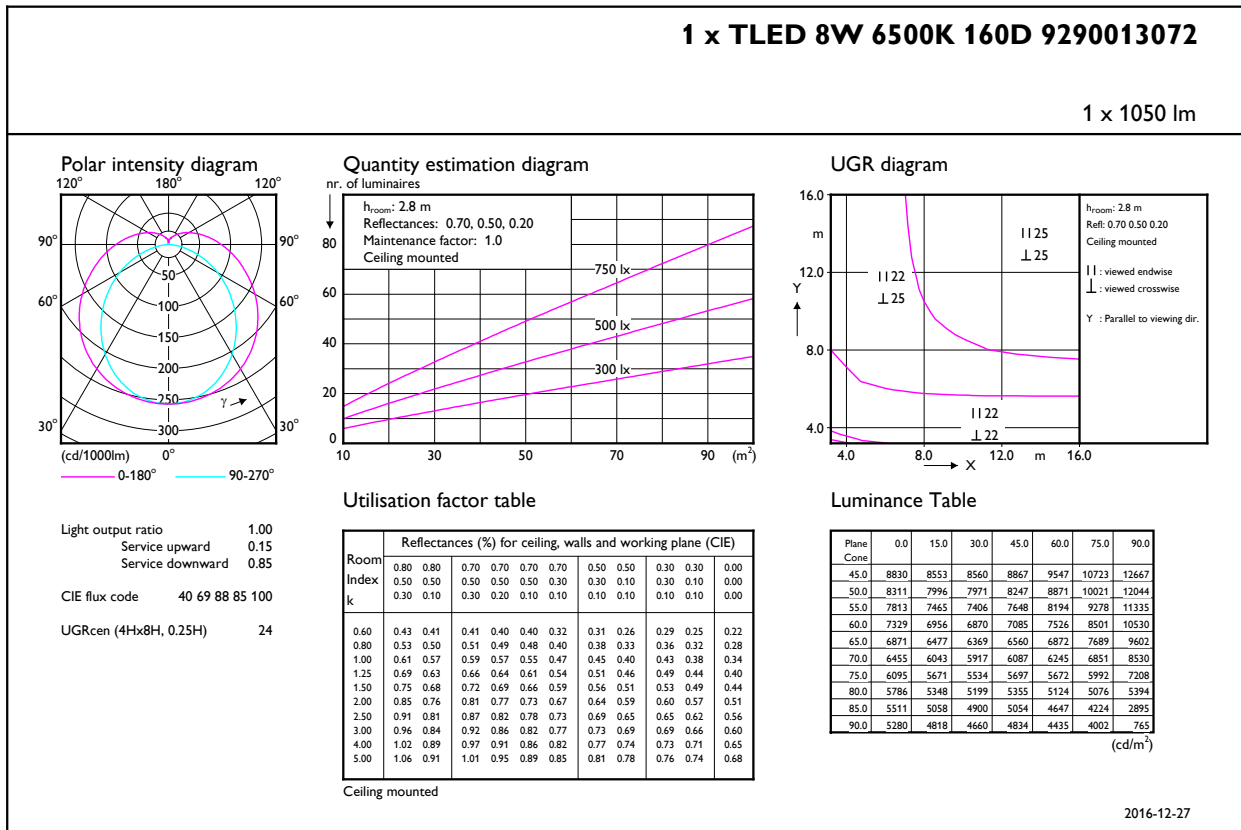 1 x TLED 8W 6500K 160D 9290013072
1 x 1050 lm
Polar intensity diagram
120° 180° 120°
90° 90°
60° 60°
30° 30°
50
100
150
200
250
300
γ
(cd/1000lm) 0°
0-180° 90-270°
Light output ratio 1.00
Service upward 0.15
Service downward 0.85
CIE flux code 40 69 88 85 100
UGRcen (4Hx8H, 0.25H) 24
Quantity estimation diagram
nr. of luminaires
hroom: 2.8 m
Reflectances: 0.70, 0.50, 0.20
Maintenance factor: 1.0
Ceiling mounted
80
60
40
20
0
750 lx
500 lx
300 lx
10 30 50 70 90 (m²)
UGR diagram
16.0
m
12.0
Y
8.0
4.0
II 25
⊥ 25
II 22
⊥ 25
II 22
⊥ 22
4.0 8.0 12.0 m 16.0
X
hroom: 2.8 m
Refl: 0.70 0.50 0.20
Ceiling mounted
II : viewed endwise
⊥ : viewed crosswise
Y : Parallel to viewing dir.
Utilisation factor table
Room
Index
k
Reflectances (%) for ceiling, walls and working plane (CIE)
0.80 0.80 0.70 0.70 0.70 0.70 0.50 0.50 0.30 0.30 0.00
0.50 0.50 0.50 0.50 0.50 0.30 0.30 0.10 0.30 0.10 0.00
0.30 0.10 0.30 0.20 0.10 0.10 0.10 0.10 0.10 0.10 0.00
0.60 0.43 0.41 0.41 0.40 0.40 0.32 0.31 0.26 0.29 0.25 0.22
0.80 0.53 0.50 0.51 0.49 0.48 0.40 0.38 0.33 0.36 0.32 0.28
1.00 0.61 0.57 0.59 0.57 0.55 0.47 0.45 0.40 0.43 0.38 0.34
1.25 0.69 0.63 0.66 0.64 0.61 0.54 0.51 0.46 0.49 0.44 0.40
1.50 0.75 0.68 0.72 0.69 0.66 0.59 0.56 0.51 0.53 0.49 0.44
2.00 0.85 0.76 0.81 0.77 0.73 0.67 0.64 0.59 0.60 0.57 0.51
2.50 0.91 0.81 0.87 0.82 0.78 0.73 0.69 0.65 0.65 0.62 0.56
3.00 0.96 0.84 0.92 0.86 0.82 0.77 0.73 0.69 0.69 0.66 0.60
4.00 1.02 0.89 0.97 0.91 0.86 0.82 0.77 0.74 0.73 0.71 0.65
5.00 1.06 0.91 1.01 0.95 0.89 0.85 0.81 0.78 0.76 0.74 0.68
Ceiling mounted
Luminance Table
Plane 0.0 15.0 30.0 45.0 60.0 75.0 90.0
Cone
45.0 8830 8553 8560 8867 9547 10723 12667
50.0 8311 7996 7971 8247 8871 10021 12044
55.0 7813 7465 7406 7648 8194 9278 11335
60.0 7329 6956 6870 7085 7526 8501 10530
65.0 6871 6477 6369 6560 6872 7689 9602
70.0 6455 6043 5917 6087 6245 6851 8530
75.0 6095 5671 5534 5697 5672 5992 7208
80.0 5786 5348 5199 5355 5124 5076 5394
85.0 5511 5058 4900 5054 4647 4224 2895
90.0 5280 4818 4660 4834 4435 4002 765
(cd/m²)
2016-12-27